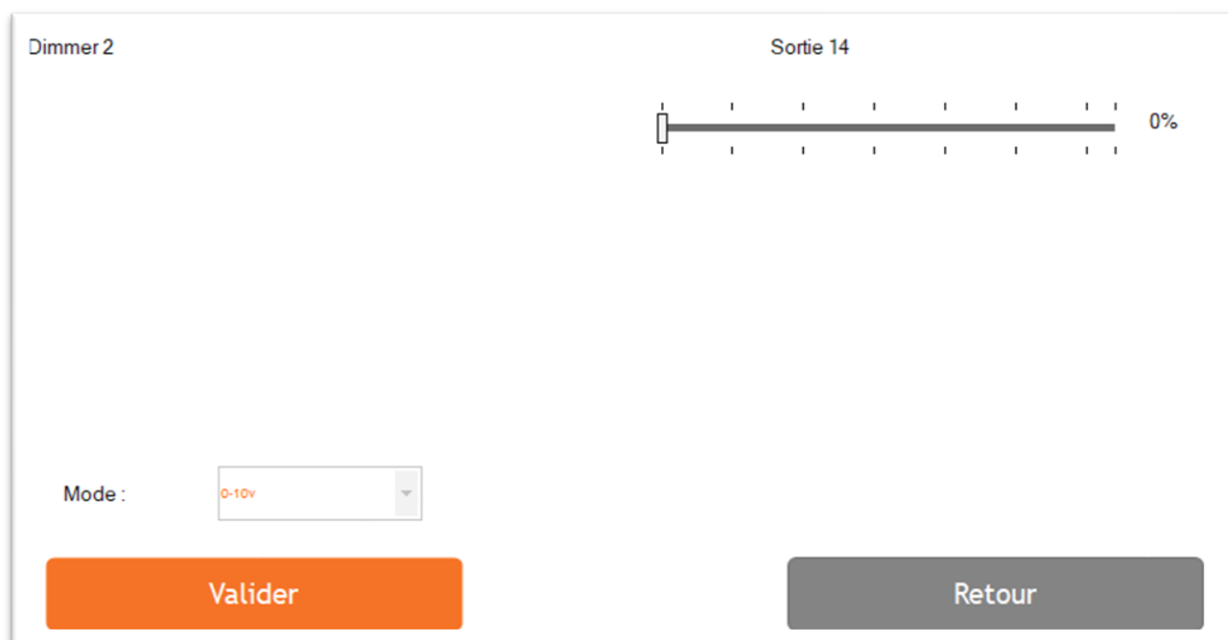 Dimmer 2
Sortie 14
0%
Mode :
0-10v
Valider
Retour